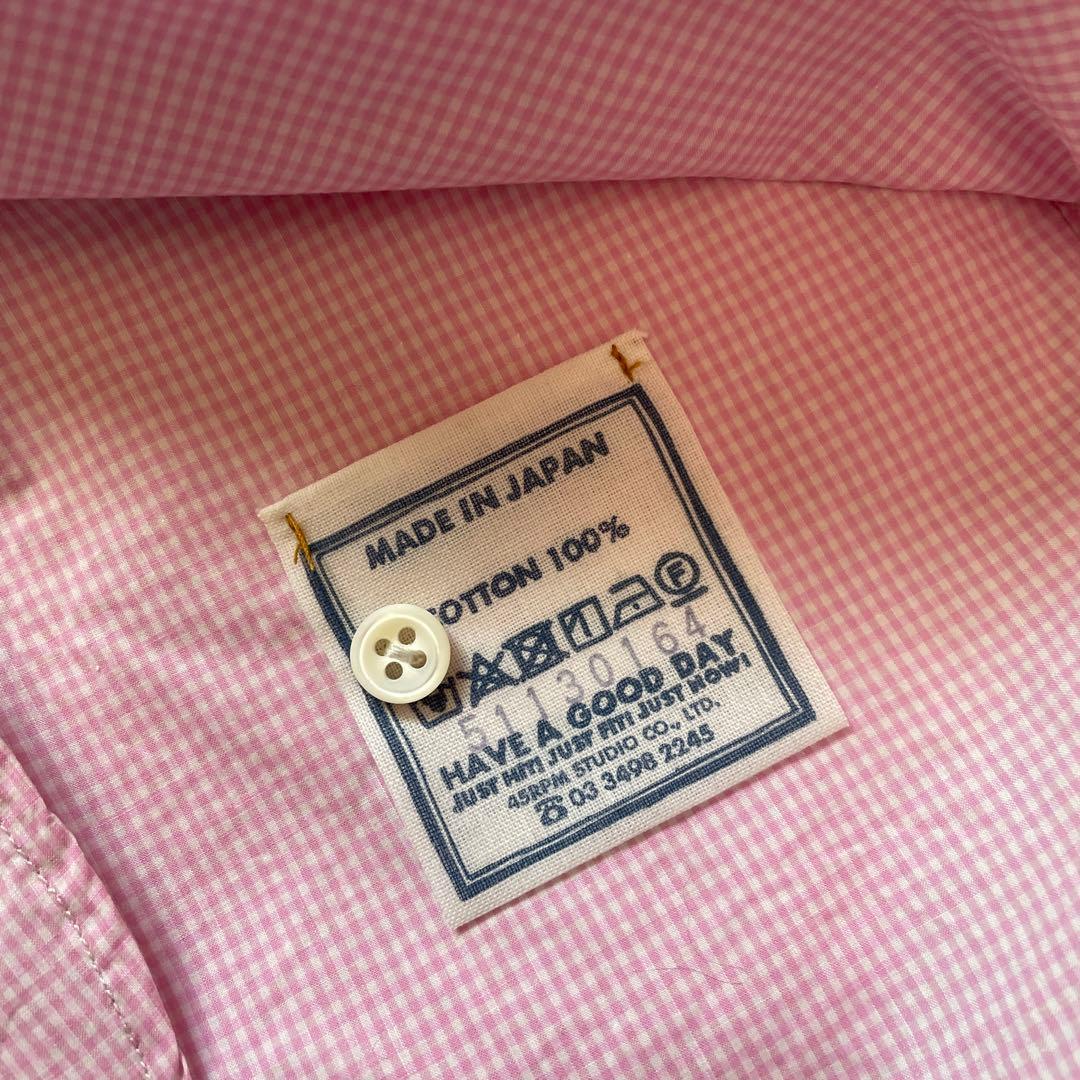 MADE IN JAPAN
COTTON 100%
F
51130164
HAVE A GOOD DAY
JUST HIT! JUST FIT! JUST NOW!
45RPM STUDIO CO., LTD.
☎ 03 3498 2245